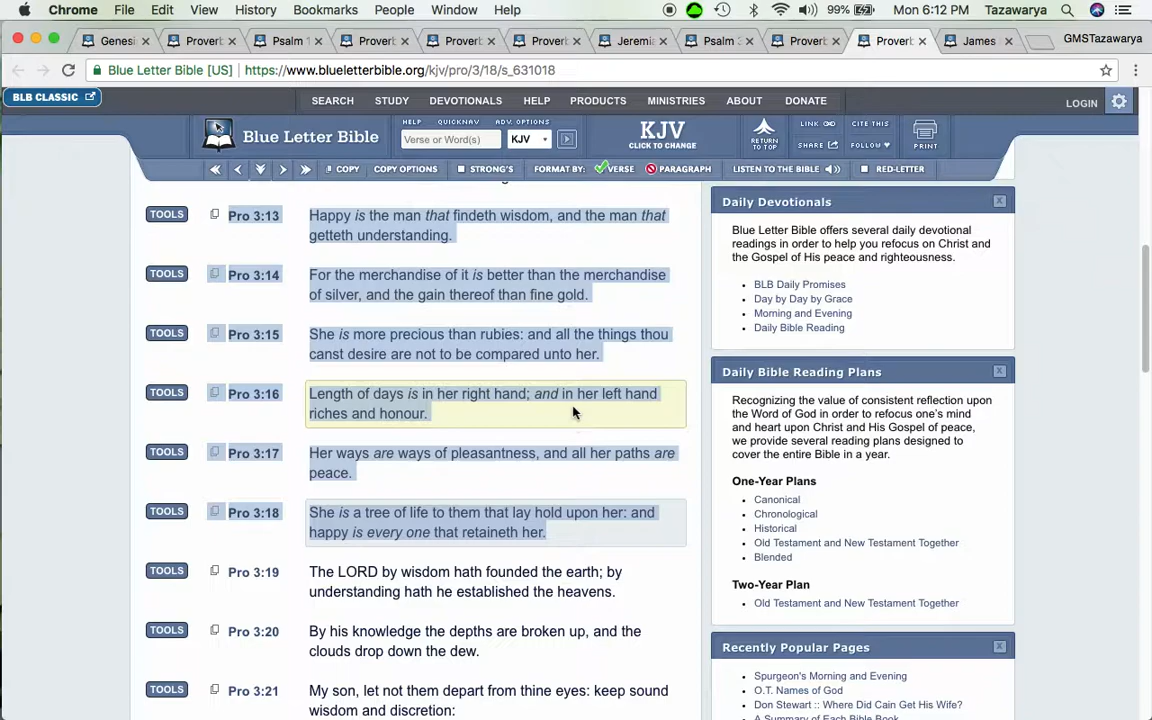 Chrome File Edit View History Bookmarks People Window Help 99% Mon 6:12 PM Tazawarya
Genesi Proverb Psalm 1 Proverb Proverb Proverb Jeremia Psalm 3 Proverb Proverb James GMSTazawarya
Blue Letter Bible [US] https://www.blueletterbible.org/kjv/pro/3/18/s_631018
BLB CLASSIC
SEARCH STUDY DEVOTIONALS HELP PRODUCTS MINISTRIES ABOUT DONATE LOGIN
HELP QUICKNAV ADV. OPTIONS
Blue Letter Bible Verse or Word(s) KJV
KJV
CLICK TO CHANGE
RETURN TO TOP
LINK
SHARE
CITE THIS
FOLLOW
PRINT
COPY COPY OPTIONS STRONG'S FORMAT BY: VERSE PARAGRAPH LISTEN TO THE BIBLE RED-LETTER
TOOLS Pro 3:13 Happy is the man that findeth wisdom, and the man that
getteth understanding.
TOOLS Pro 3:14 For the merchandise of it is better than the merchandise
of silver, and the gain thereof than fine gold.
TOOLS Pro 3:15 She is more precious than rubies: and all the things thou
canst desire are not to be compared unto her.
TOOLS Pro 3:16 Length of days is in her right hand; and in her left hand
riches and honour.
TOOLS Pro 3:17 Her ways are ways of pleasantness, and all her paths are
peace.
TOOLS Pro 3:18 She is a tree of life to them that lay hold upon her: and
happy is every one that retaineth her.
TOOLS Pro 3:19 The LORD by wisdom hath founded the earth; by
understanding hath he established the heavens.
TOOLS Pro 3:20 By his knowledge the depths are broken up, and the
clouds drop down the dew.
TOOLS Pro 3:21 My son, let not them depart from thine eyes: keep sound
wisdom and discretion:
Daily Devotionals
Blue Letter Bible offers several daily devotional
readings in order to help you refocus on Christ and
the Gospel of His peace and righteousness.
BLB Daily Promises
Day by Day by Grace
Morning and Evening
Daily Bible Reading
Daily Bible Reading Plans
Recognizing the value of consistent reflection upon
the Word of God in order to refocus one's mind
and heart upon Christ and His Gospel of peace,
we provide several reading plans designed to
cover the entire Bible in a year.
One-Year Plans
Canonical
Chronological
Historical
Old Testament and New Testament Together
Blended
Two-Year Plan
Old Testament and New Testament Together
Recently Popular Pages
Spurgeon's Morning and Evening
O.T. Names of God
Don Stewart :: Where Did Cain Get His Wife?
A Summary of Each Bible Book